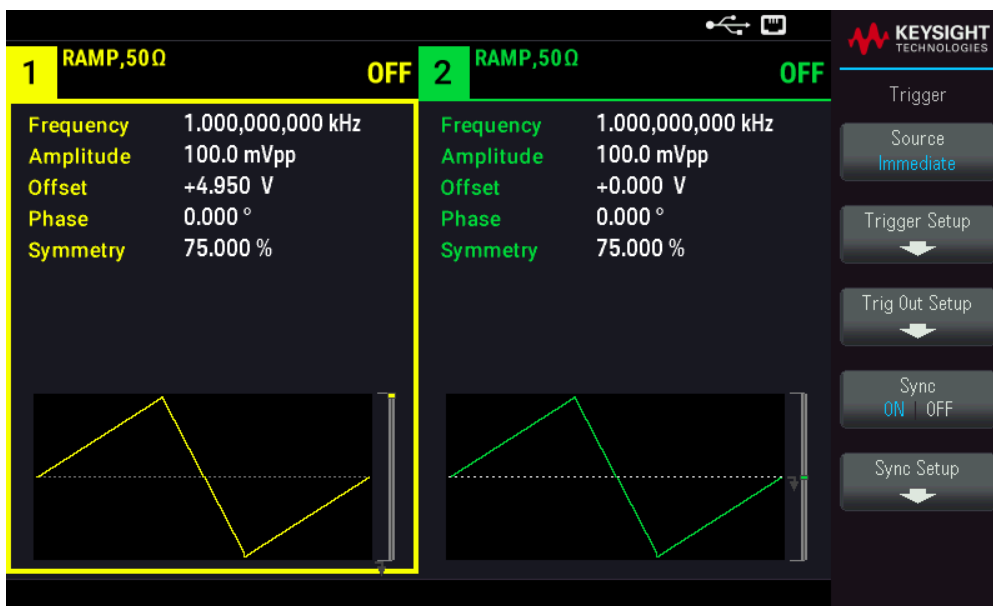 KEYSIGHT
TECHNOLOGIES
1 RAMP,50Ω OFF
2 RAMP,50Ω OFF
Frequency 1.000,000,000 kHz
Amplitude 100.0 mVpp
Offset +4.950 V
Phase 0.000 °
Symmetry 75.000 %
Frequency 1.000,000,000 kHz
Amplitude 100.0 mVpp
Offset +0.000 V
Phase 0.000 °
Symmetry 75.000 %
Trigger
Source
Immediate
Trigger Setup
Trig Out Setup
Sync
ON | OFF
Sync Setup